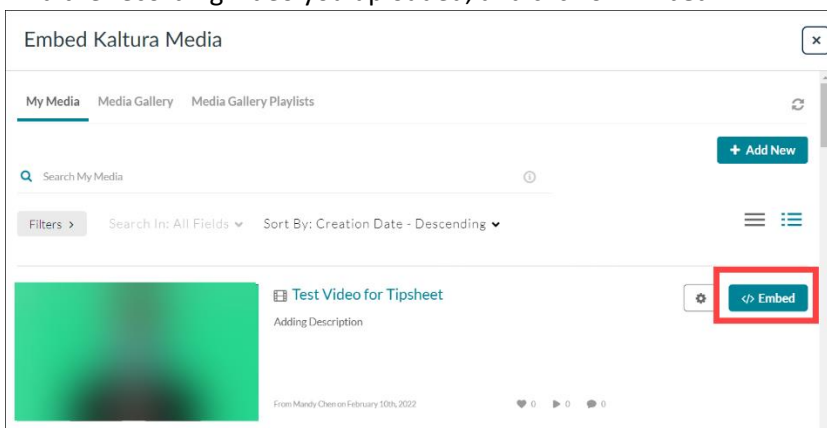 Embed Kaltura Media
×
My Media Media Gallery Media Gallery Playlists
+ Add New
Search My Media
Filters > Search In: All Fields Sort By: Creation Date - Descending
Test Video for Tipsheet
</> Embed
Adding Description
From Mandy Chen on February 10th, 2022 0 0 0